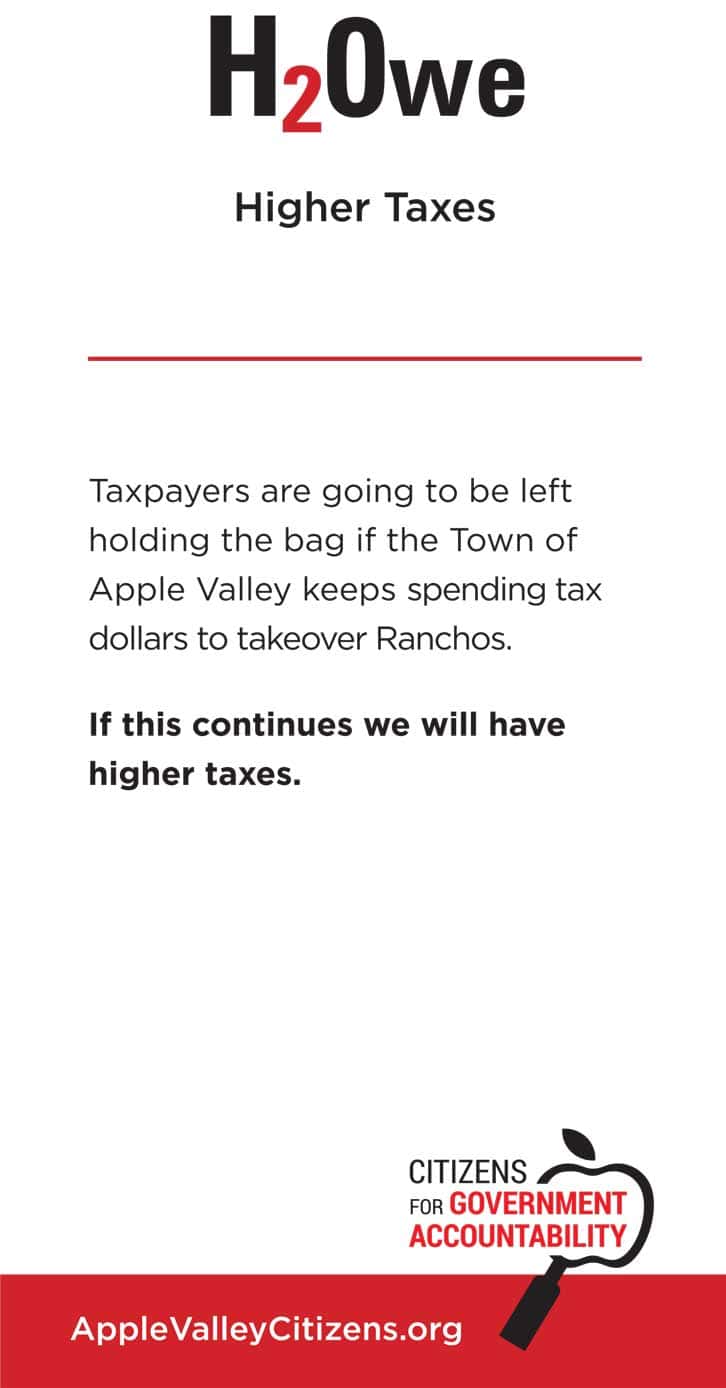 H2Owe
Higher Taxes
Taxpayers are going to be left
holding the bag if the Town of
Apple Valley keeps spending tax
dollars to takeover Ranchos.
If this continues we will have
higher taxes.
CITIZENS
FOR GOVERNMENT
ACCOUNTABILITY
AppleValleyCitizens.org